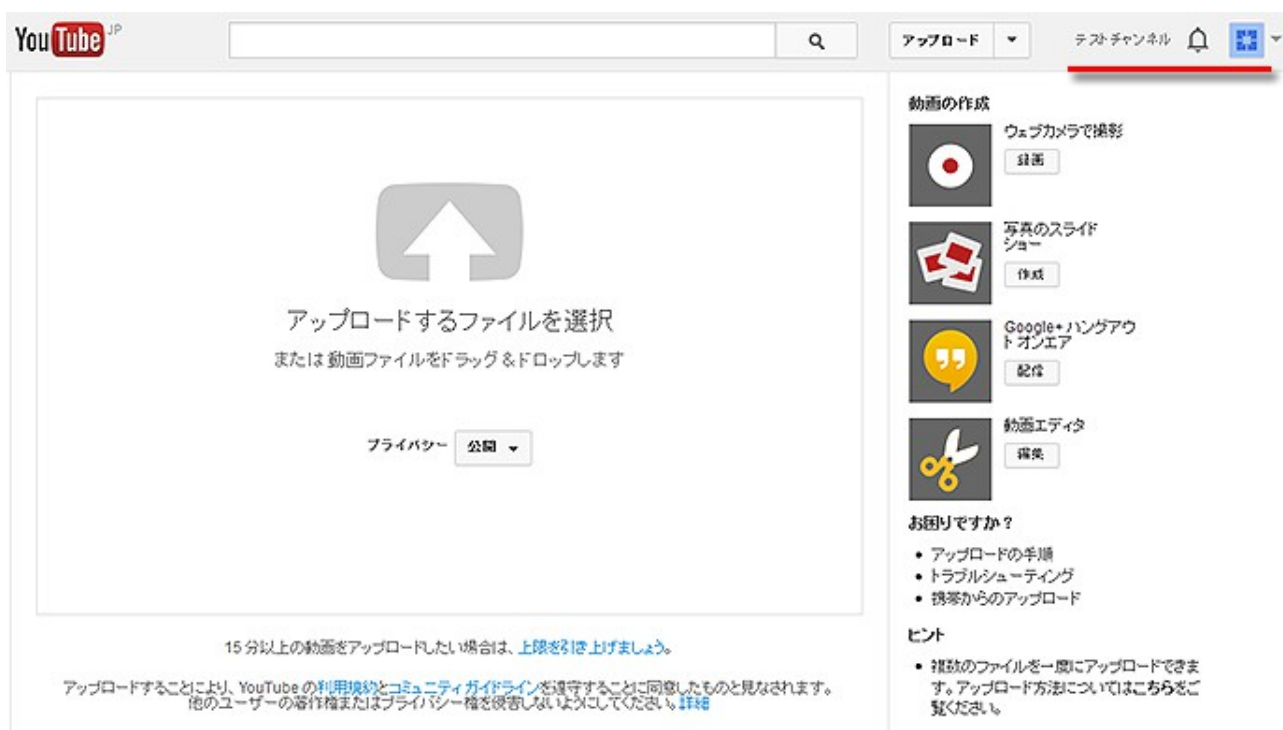 YouTube JP
アップロード
テストチャンネル
アップロードするファイルを選択
または動画ファイルをドラッグ＆ドロップします
プライバシー 公開
15 分以上の動画をアップロードしたい場合は、上限を引き上げましょう。
アップロードすることにより、YouTube の利用規約とコミュニティ ガイドラインを遵守することに同意したものと見なされます。
他のユーザーの著作権またはプライバシー権を侵害しないようにしてください。詳細
動画の作成
ウェブカメラで撮影
録画
写真のスライド
ショー
作成
Google+ ハングアウ
ト オンエア
配信
動画エディタ
編集
お困りですか？
• アップロードの手順
• トラブルシューティング
• 携帯からのアップロード
ヒント
• 複数のファイルを一度にアップロードできま
す。アップロード方法についてはこちらをご
覧ください。